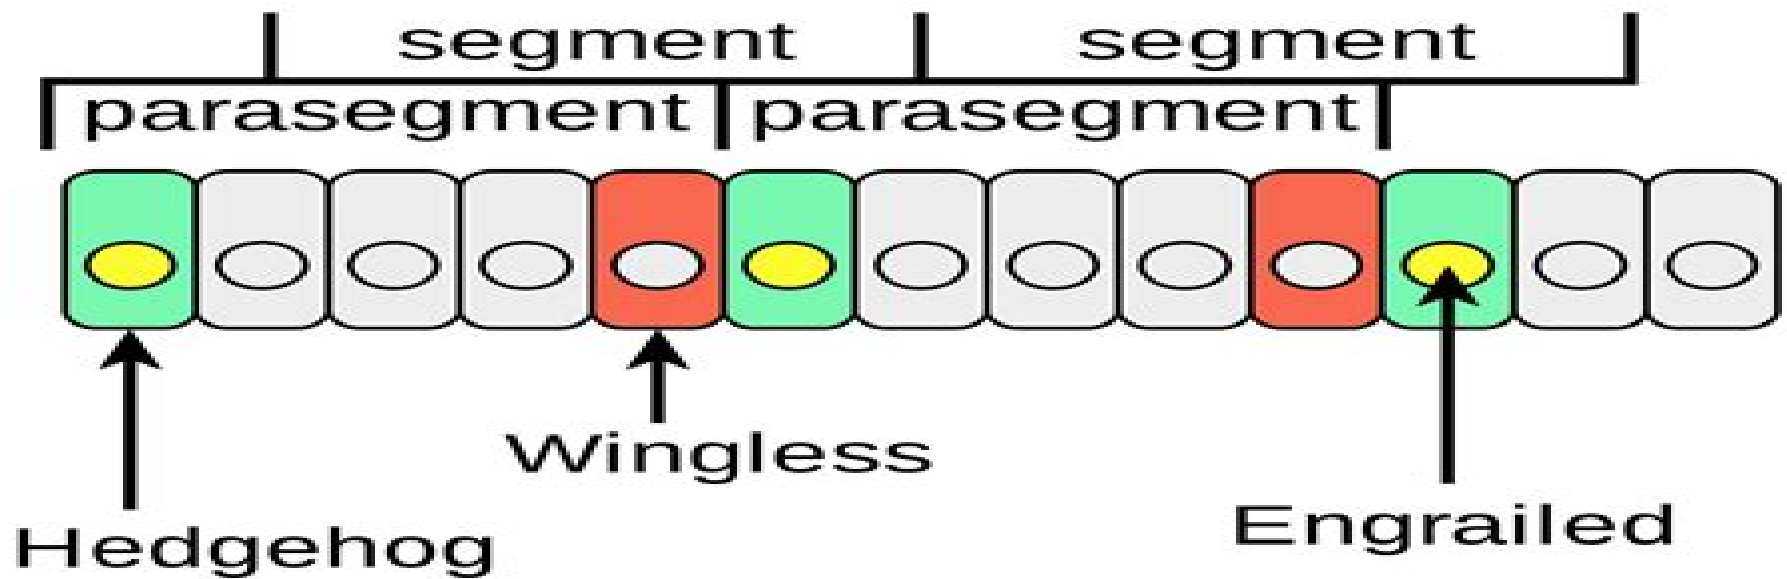 segment segment
parasegment parasegment
Wingless
Engrailed
Hedgehog